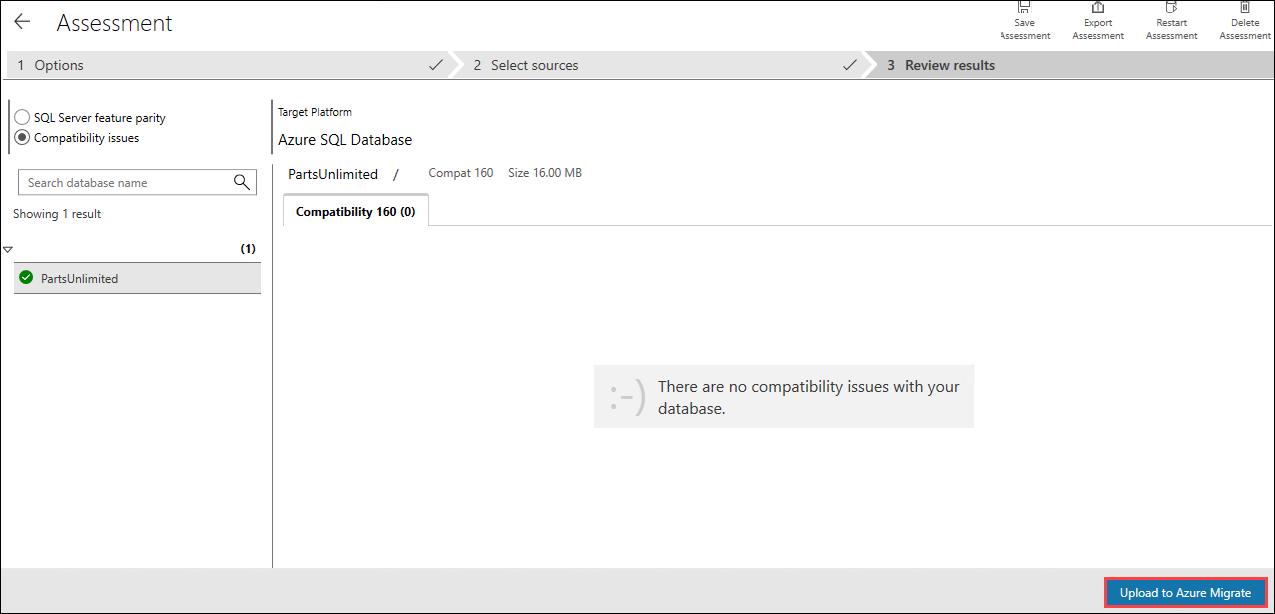 Assessment
Save
Assessment
Export
Assessment
Restart
Assessment
Delete
Assessment
1 Options
2 Select sources
3 Review results
SQL Server feature parity
Compatibility issues
Search database name
Showing 1 result
(1)
PartsUnlimited
Target Platform
Azure SQL Database
PartsUnlimited / Compat 160 Size 16.00 MB
Compatibility 160 (0)
:-) There are no compatibility issues with your
database.
Upload to Azure Migrate